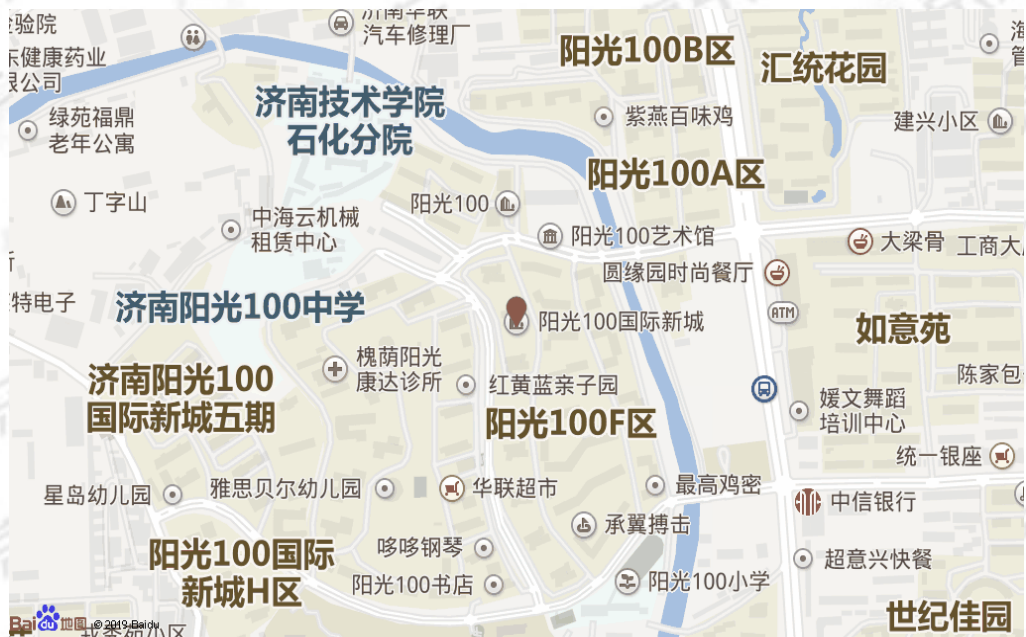 验院
济南华联
汽车修理厂
东健康药业
限公司
绿苑福鼎
老年公寓
济南技术学院
石化分院
阳光100B区
汇统花园
海
管
紫燕百味鸡
建兴小区
阳光100A区
丁字山
阳光100
中海云机械
租赁中心
阳光100艺术馆
大梁骨
工商大
圆缘园时尚餐厅
特电子
济南阳光100中学
阳光100国际新城
ATM
如意苑
槐荫阳光
康达诊所
红黄蓝亲子园
济南阳光100
国际新城五期
阳光100F区
陈家包
媛文舞蹈
培训中心
统一银座
星岛幼儿园
雅思贝尔幼儿园
华联超市
最高鸡密
中信银行
承翼搏击
哆哆钢琴
阳光100国际
新城H区
阳光100书店
阳光100小学
超意兴快餐
世纪佳园
Bai du 地图
© 2019 Baidu